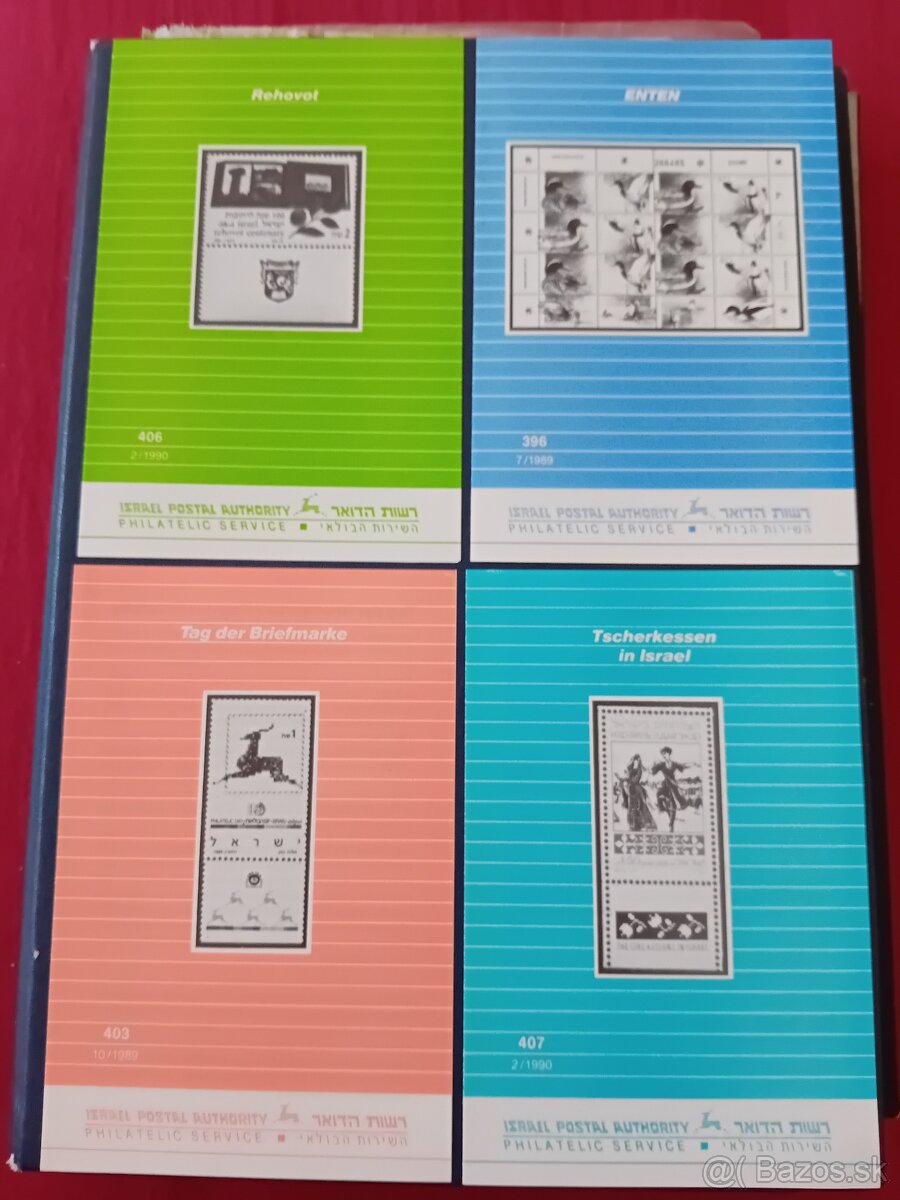 Rehovot
406
2/1990
ISRAEL POSTAL AUTHORITY רשות הדואר
PHILATELIC SERVICE ■ השירות הבולאי
ENTEN
396
7/1989
ISRAEL POSTAL AUTHORITY רשות הדואר
PHILATELIC SERVICE ■ השירות הבולאי
Tag der Briefmarke
1
ישראל
403
10/1989
ISRAEL POSTAL AUTHORITY רשות הדואר
PHILATELIC SERVICE ■ השירות הבולאי
Tscherkessen
in Israel
407
2/1990
ISRAEL POSTAL AUTHORITY רשות הדואר
PHILATELIC SERVICE ■ השירות הבולאי
@( Bazos.sk